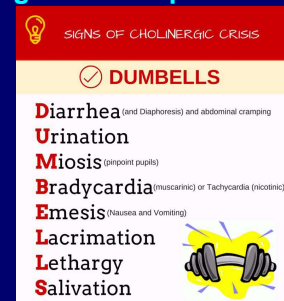 SIGNS OF CHOLINERGIC CRISIS
DUMBELLS
Diarrhea (and Diaphoresis) and abdominal cramping
Urination
Miosis (pinpoint pupils)
Bradycardia (muscarinic) or Tachycardia (nicotinic)
Emesis (Nausea and Vomiting)
Lacrimation
Lethargy
Salivation